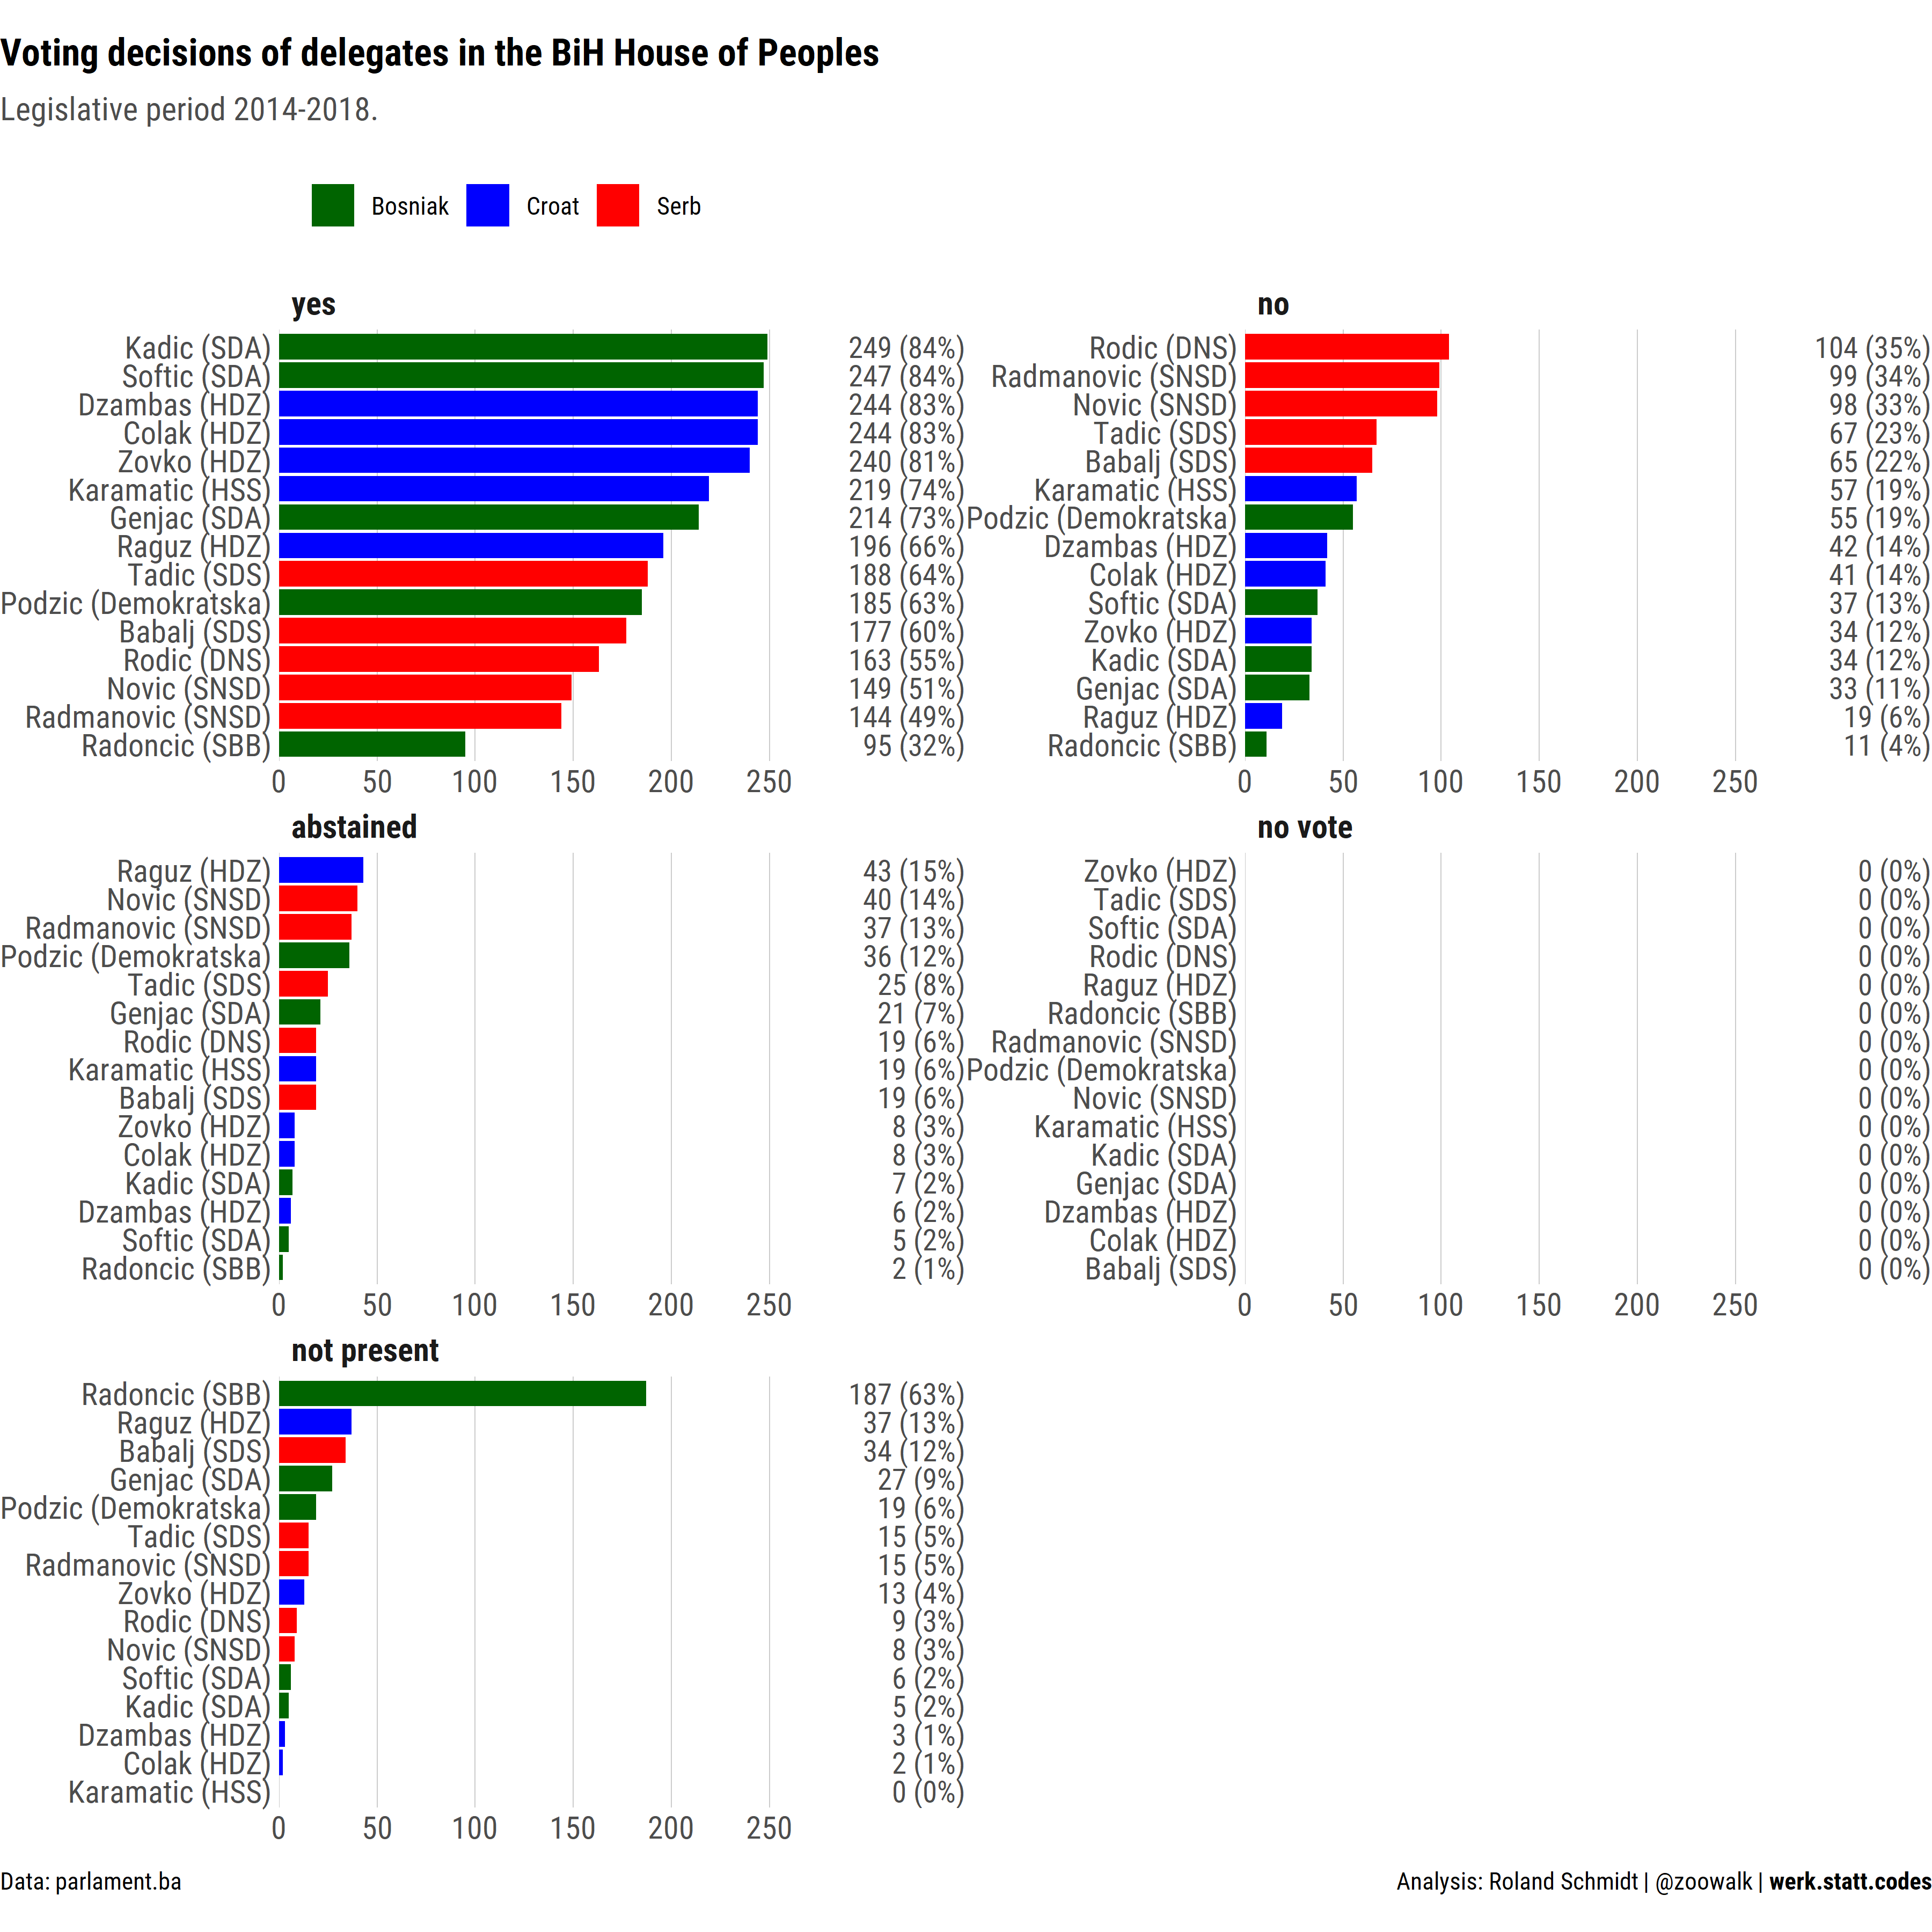 Voting decisions of delegates in the BiH House of Peoples
Legislative period 2014-2018.
Bosniak Croat Serb
yes
Kadic (SDA) 249 (84%)
Softic (SDA) 247 (84%)
Dzambas (HDZ) 244 (83%)
Colak (HDZ) 244 (83%)
Zovko (HDZ) 240 (81%)
Karamatic (HSS) 219 (74%)
Genjac (SDA) 214 (73%)
Raguz (HDZ) 196 (66%)
Tadic (SDS) 188 (64%)
Podzic (Demokratska) 185 (63%)
Babalj (SDS) 177 (60%)
Rodic (DNS) 163 (55%)
Novic (SNSD) 149 (51%)
Radmanovic (SNSD) 144 (49%)
Radoncic (SBB) 95 (32%)
0 50 100 150 200 250
no
Rodic (DNS) 104 (35%)
Radmanovic (SNSD) 99 (34%)
Novic (SNSD) 98 (33%)
Tadic (SDS) 67 (23%)
Babalj (SDS) 65 (22%)
Karamatic (HSS) 57 (19%)
Podzic (Demokratska) 55 (19%)
Dzambas (HDZ) 42 (14%)
Colak (HDZ) 41 (14%)
Softic (SDA) 37 (13%)
Zovko (HDZ) 34 (12%)
Kadic (SDA) 34 (12%)
Genjac (SDA) 33 (11%)
Raguz (HDZ) 19 (6%)
Radoncic (SBB) 11 (4%)
0 50 100 150 200 250
abstained
Raguz (HDZ) 43 (15%)
Novic (SNSD) 40 (14%)
Radmanovic (SNSD) 37 (13%)
Podzic (Demokratska) 36 (12%)
Tadic (SDS) 25 (8%)
Genjac (SDA) 21 (7%)
Rodic (DNS) 19 (6%)
Karamatic (HSS) 19 (6%)
Babalj (SDS) 19 (6%)
Zovko (HDZ) 8 (3%)
Colak (HDZ) 8 (3%)
Kadic (SDA) 7 (2%)
Dzambas (HDZ) 6 (2%)
Softic (SDA) 5 (2%)
Radoncic (SBB) 2 (1%)
0 50 100 150 200 250
no vote
Zovko (HDZ) 0 (0%)
Tadic (SDS) 0 (0%)
Softic (SDA) 0 (0%)
Rodic (DNS) 0 (0%)
Raguz (HDZ) 0 (0%)
Radoncic (SBB) 0 (0%)
Radmanovic (SNSD) 0 (0%)
Podzic (Demokratska) 0 (0%)
Novic (SNSD) 0 (0%)
Karamatic (HSS) 0 (0%)
Kadic (SDA) 0 (0%)
Genjac (SDA) 0 (0%)
Dzambas (HDZ) 0 (0%)
Colak (HDZ) 0 (0%)
Babalj (SDS) 0 (0%)
0 50 100 150 200 250
not present
Radoncic (SBB) 187 (63%)
Raguz (HDZ) 37 (13%)
Babalj (SDS) 34 (12%)
Genjac (SDA) 27 (9%)
Podzic (Demokratska) 19 (6%)
Tadic (SDS) 15 (5%)
Radmanovic (SNSD) 15 (5%)
Zovko (HDZ) 13 (4%)
Rodic (DNS) 9 (3%)
Novic (SNSD) 8 (3%)
Softic (SDA) 6 (2%)
Kadic (SDA) 5 (2%)
Dzambas (HDZ) 3 (1%)
Colak (HDZ) 2 (1%)
Karamatic (HSS) 0 (0%)
0 50 100 150 200 250
Data: parlament.ba
Analysis: Roland Schmidt | @zoowalk | werk.statt.codes